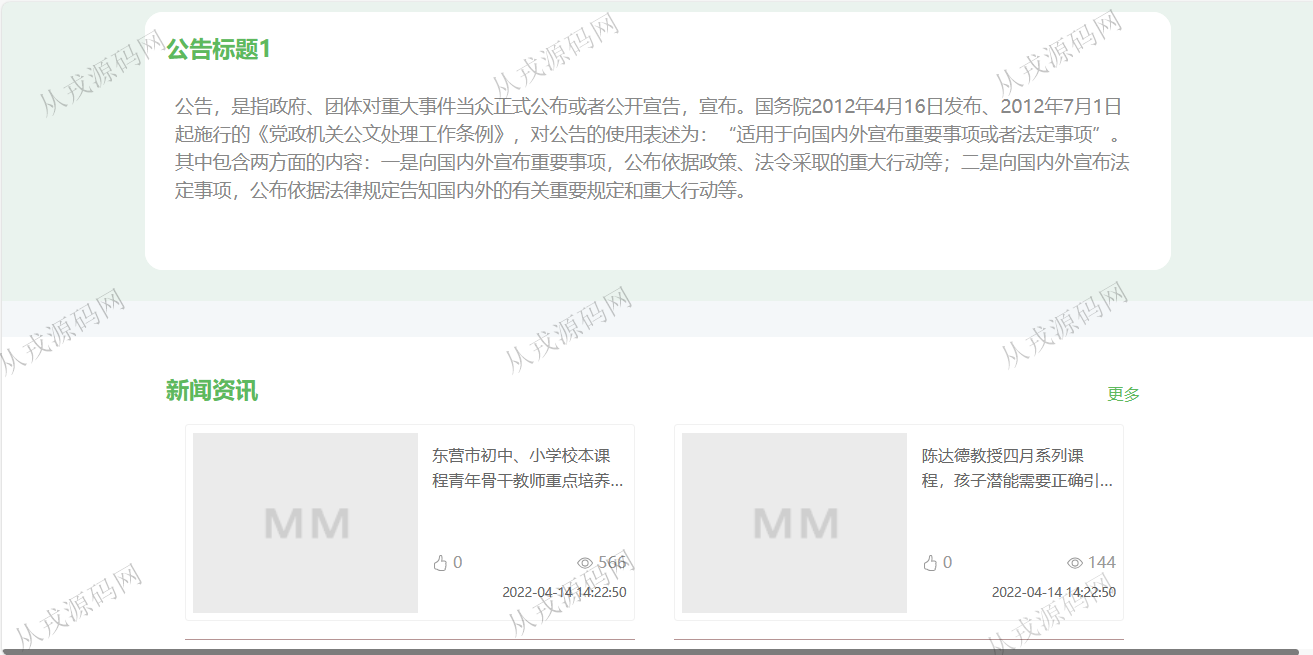 公告标题1
公告，是指政府、团体对重大事件当众正式公布或者公开宣告，宣布。国务院2012年4月16日发布、2012年7月1日
起施行的《党政机关公文处理工作条例》，对公告的使用表述为：“适用于向国内外宣布重要事项或者法定事项”。
其中包含两方面的内容：一是向国内外宣布重要事项，公布依据政策、法令采取的重大行动等；二是向国内外宣布法
定事项，公布依据法律规定告知国内外的有关重要规定和重大行动等。
从戎源码网
从戎源码网
从戎源码网
从戎源码网
从戎源码网
从戎源码网
新闻资讯
更多
MM
东营市初中、小学校本课
程青年骨干教师重点培养...
0
566
2022-04-14 14:22:50
MM
陈达德教授四月系列课
程，孩子潜能需要正确引...
0
144
2022-04-14 14:22:50
从戎源码网
从戎源码网
从戎源码网